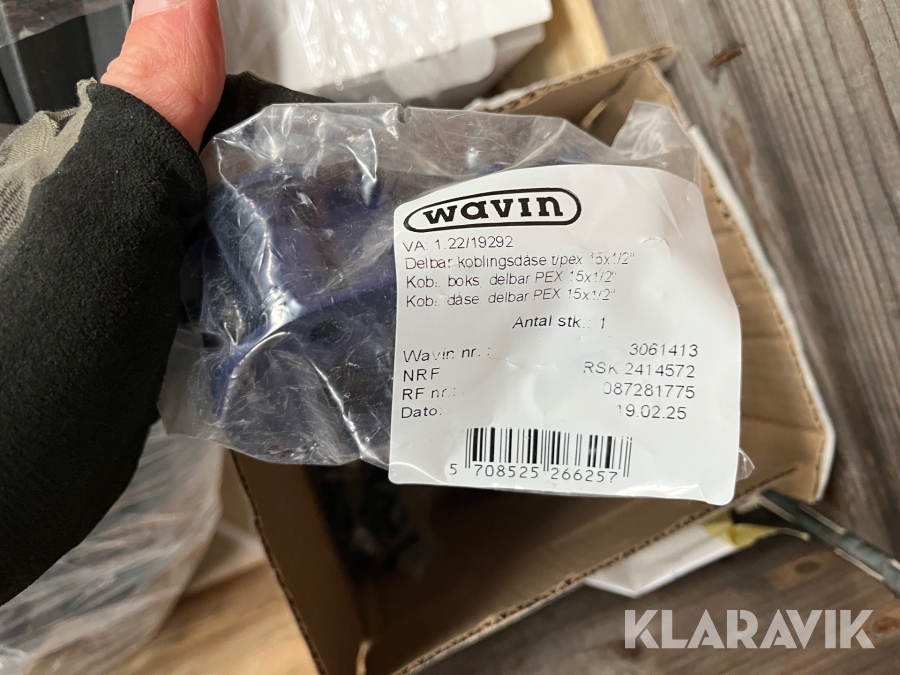 wavin
VA: 1.22/19292
Delbar koblingsdåse t/pex 15x1/2"
Kobl. boks delbar PEX 15x1/2"
Kobl. dåse delbar PEX 15x1/2"
Antal stk.: 1
Wavin nr.: 3061413
NRF RSK 2414572
RF nr.: 087281775
Dato: 19.02.25
5 708525 266257
KLARAVIK